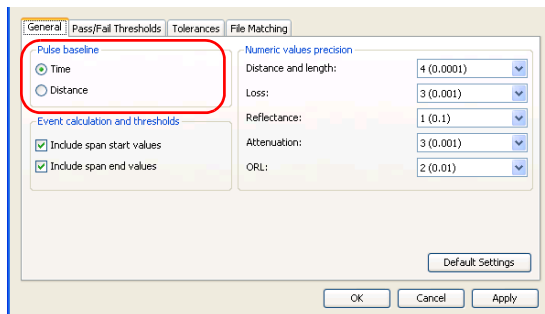 General Pass/Fail Thresholds Tolerances File Matching
Pulse baseline
Time
Distance
Event calculation and thresholds
Include span start values
Include span end values
Numeric values precision
Distance and length: 4 (0.0001)
Loss: 3 (0.001)
Reflectance: 1 (0.1)
Attenuation: 3 (0.001)
ORL: 2 (0.01)
Default Settings
OK Cancel Apply